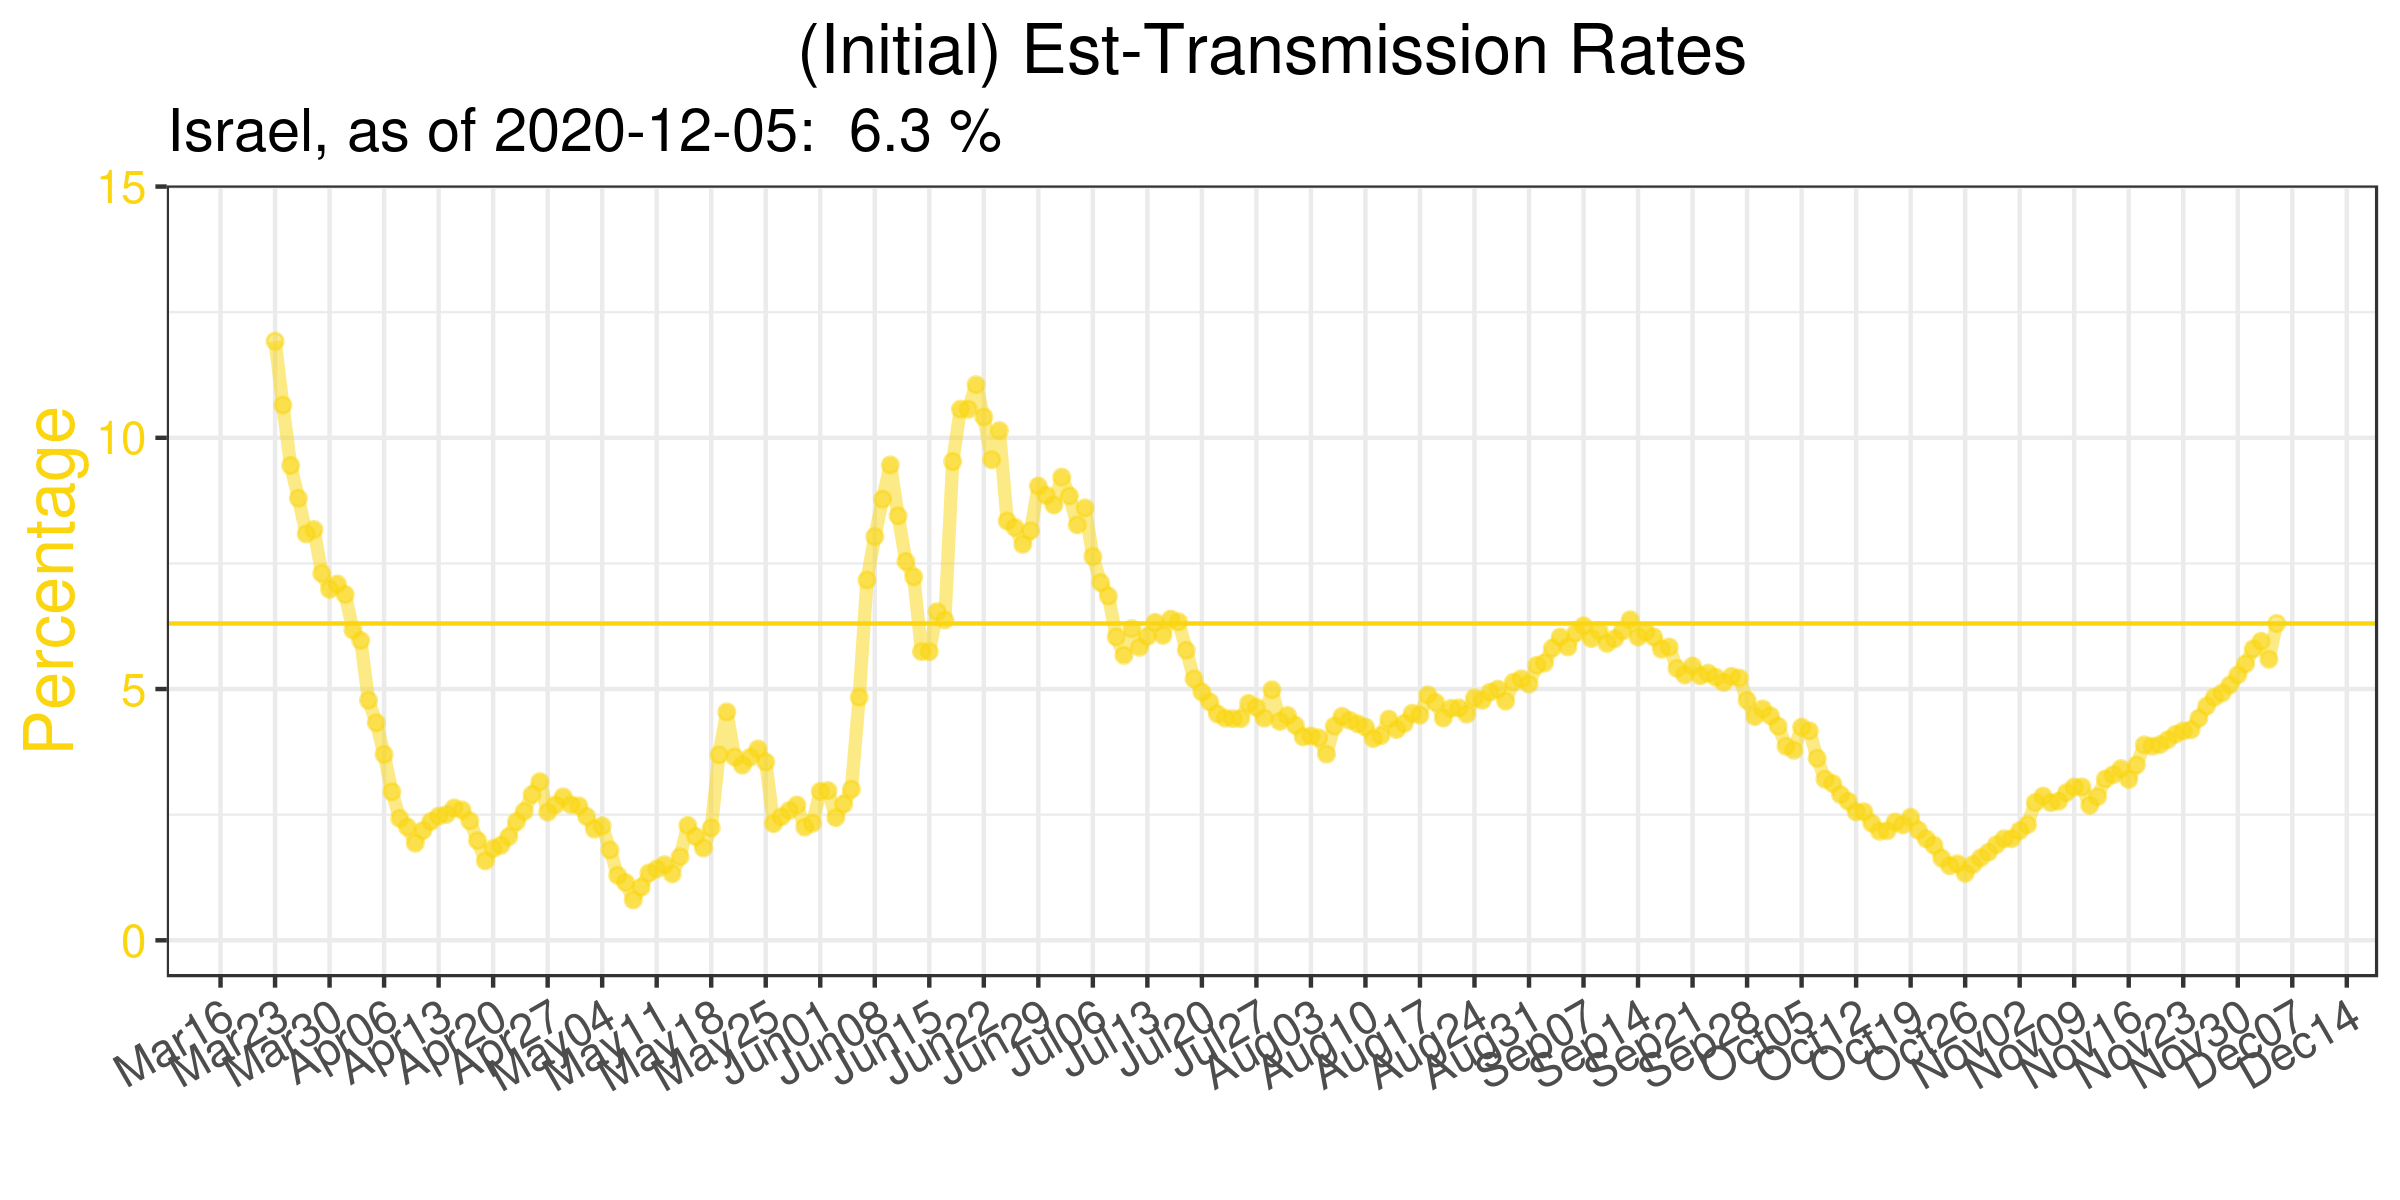 (Initial) Est-Transmission Rates
Israel, as of 2020-12-05:  6.3 %
Percentage
15
10
5
0
Mar16
Mar23
Mar30
Apr06
Apr13
Apr20
Apr27
May04
May11
May18
May25
Jun01
Jun08
Jun15
Jun22
Jun29
Jul06
Jul13
Jul20
Jul27
Aug03
Aug10
Aug17
Aug24
Aug31
Sep07
Sep14
Sep21
Sep28
Oct05
Oct12
Oct19
Oct26
Nov02
Nov09
Nov16
Nov23
Nov30
Dec07
Dec14